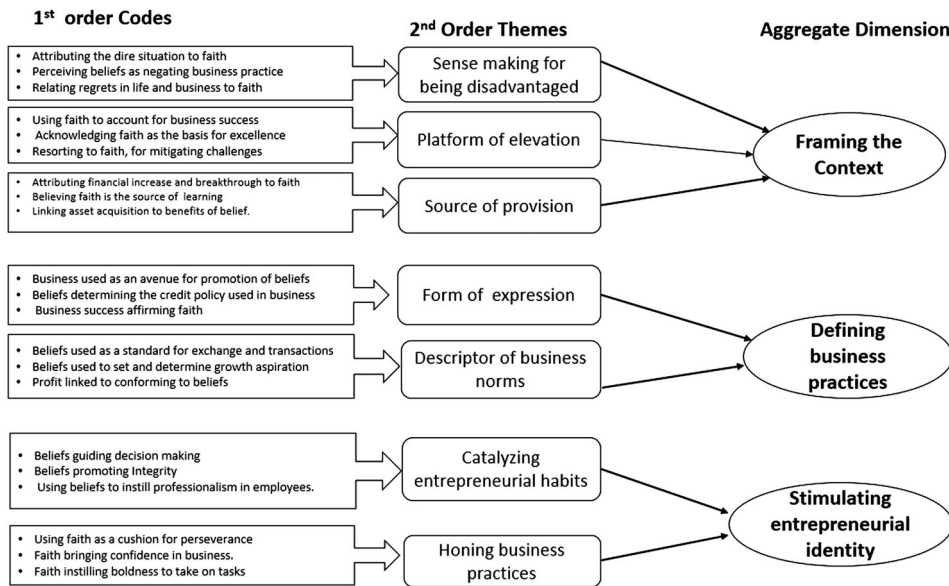 1st order Codes
2nd Order Themes
Aggregate Dimension
• Attributing the dire situation to faith
• Perceiving beliefs as negating business practice
• Relating regrets in life and business to faith
Sense making for
being disadvantaged
• Using faith to account for business success
• Acknowledging faith as the basis for excellence
• Resorting to faith, for mitigating challenges
Platform of elevation
Framing the
Context
• Attributing financial increase and breakthrough to faith
• Believing faith is the source of learning
• Linking asset acquisition to benefits of belief.
Source of provision
• Business used as an avenue for promotion of beliefs
• Beliefs determining the credit policy used in business
• Business success affirming faith
Form of expression
• Beliefs used as a standard for exchange and transactions
• Beliefs used to set and determine growth aspiration
• Profit linked to conforming to beliefs
Descriptor of business
norms
Defining
business
practices
• Beliefs guiding decision making
• Beliefs promoting Integrity
• Using beliefs to instill professionalism in employees.
Catalyzing
entrepreneurial habits
• Using faith as a cushion for perseverance
• Faith bringing confidence in business.
• Faith instilling boldness to take on tasks
Honing business
practices
Stimulating
entrepreneurial
identity